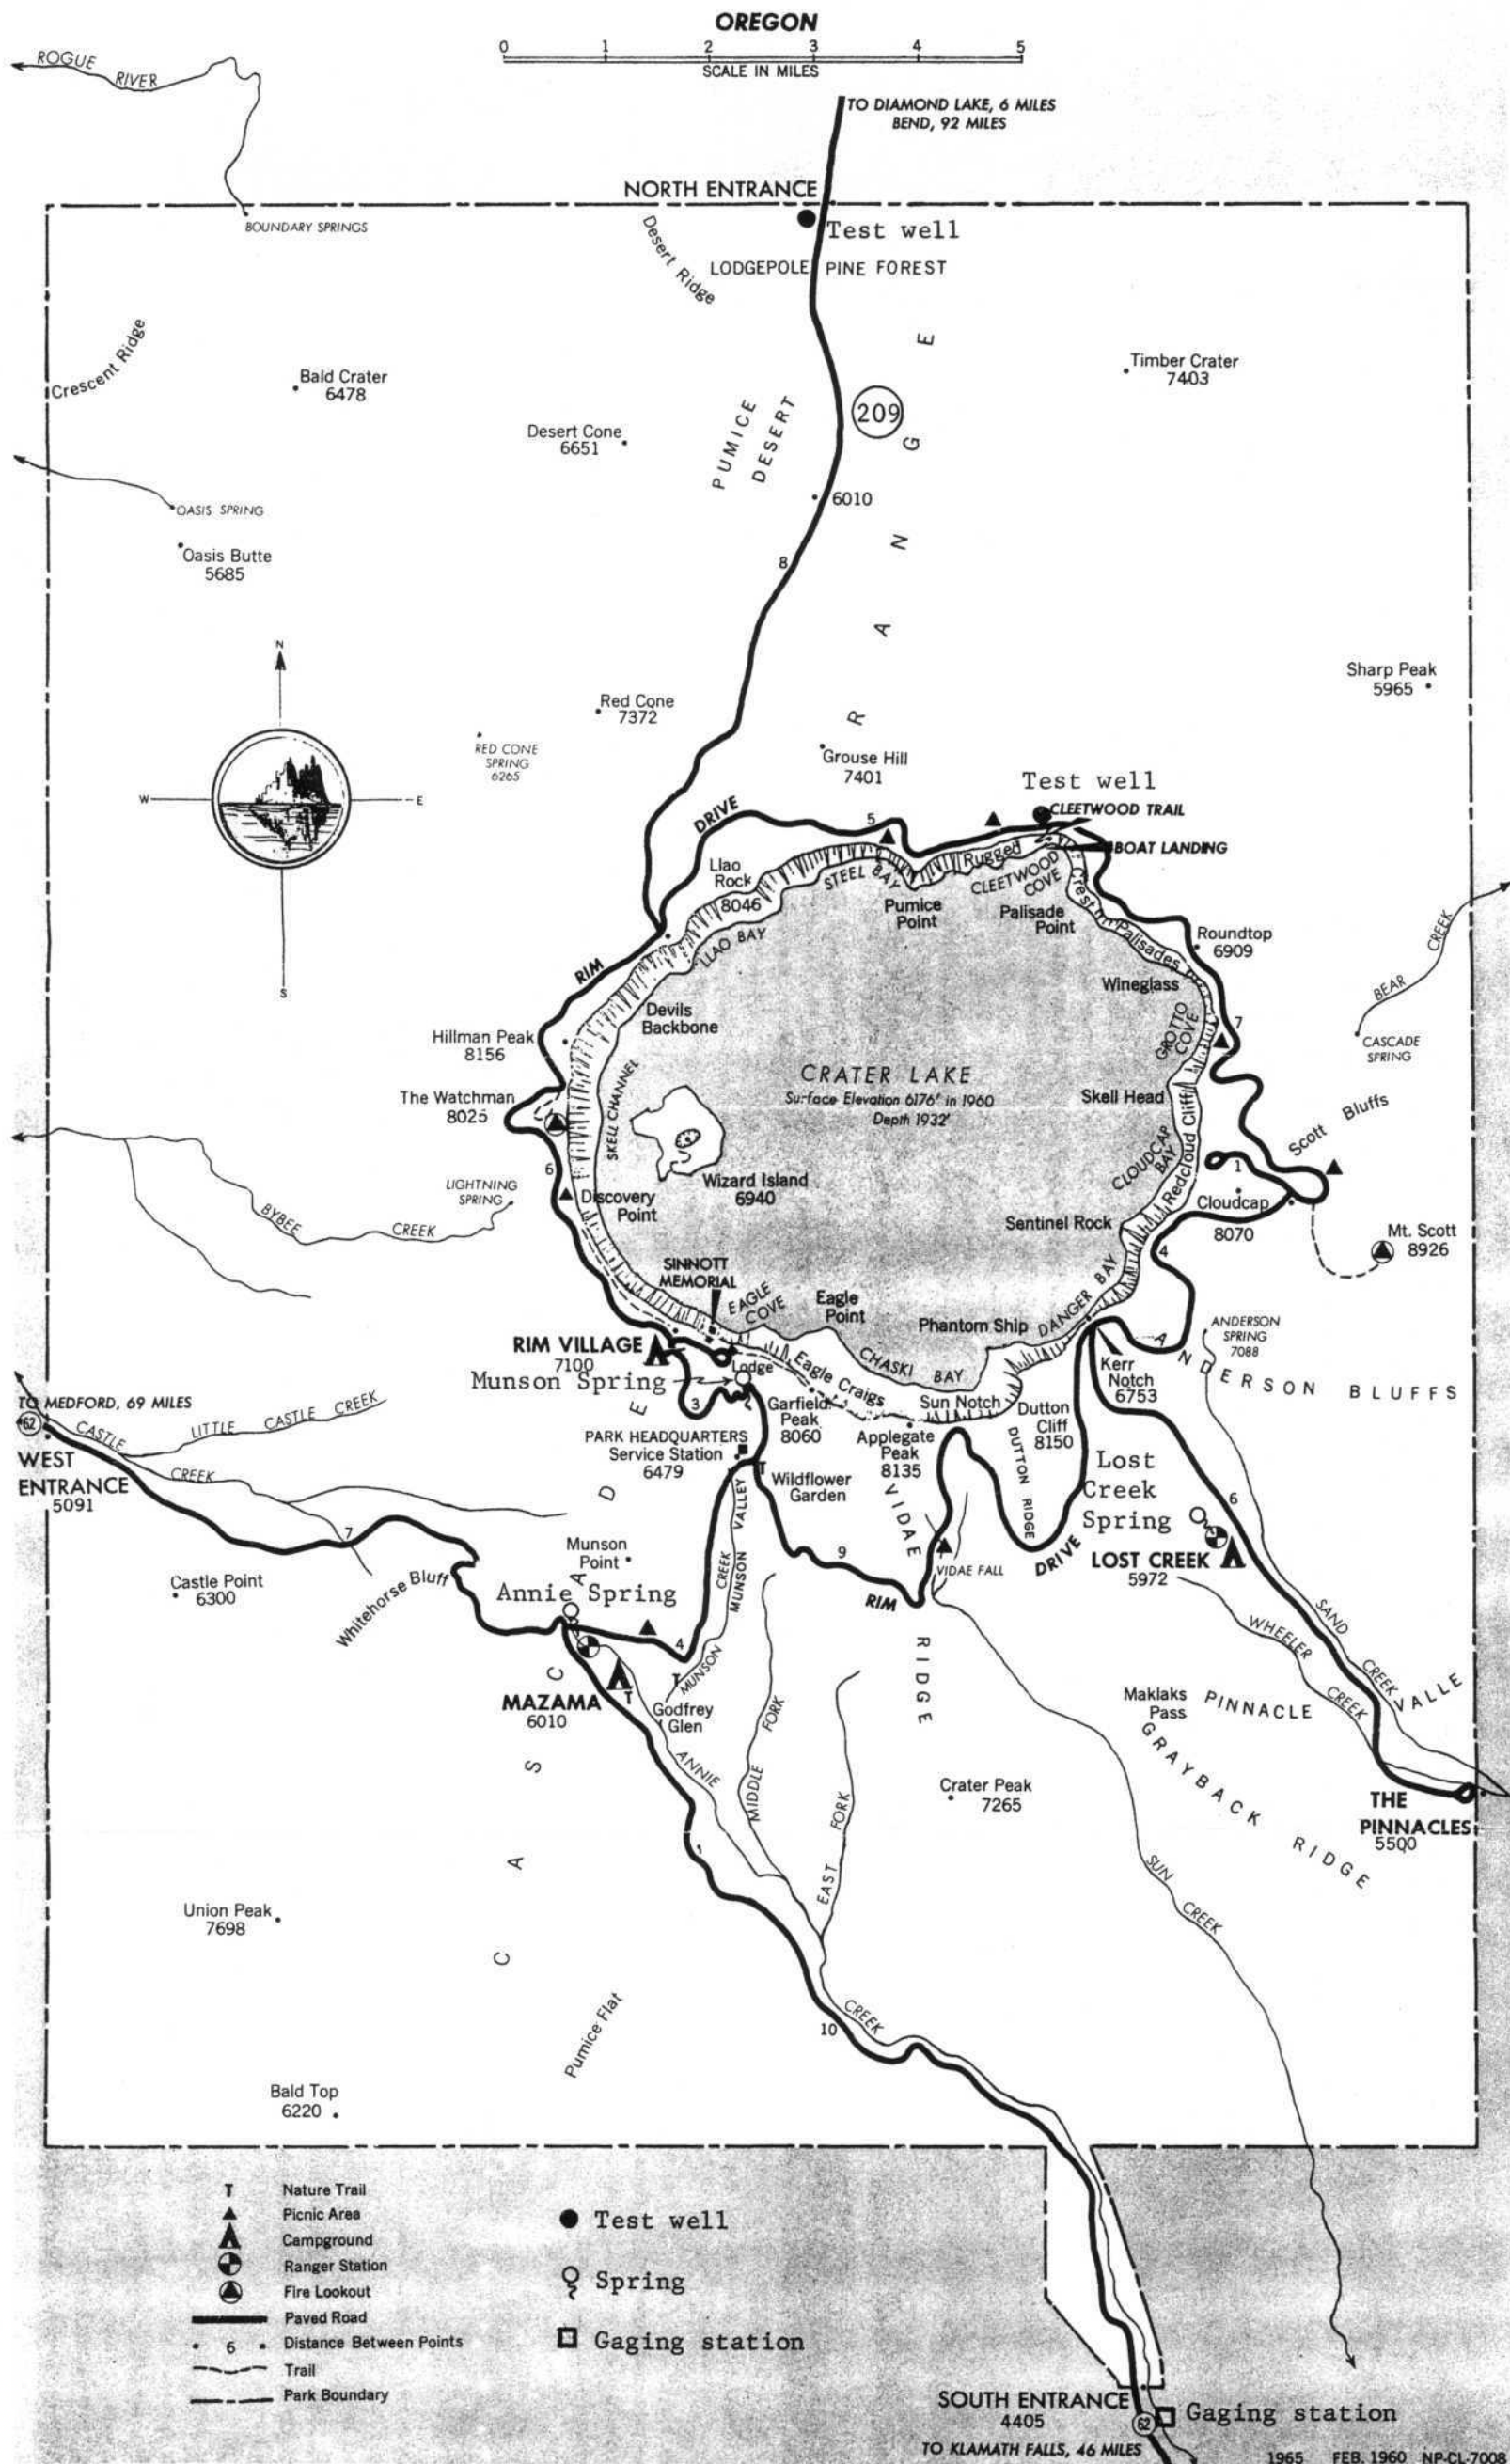 OREGON
0 1 2 3 4 5
SCALE IN MILES
ROGUE
RIVER
TO DIAMOND LAKE, 6 MILES
BEND, 92 MILES
NORTH ENTRANCE
BOUNDARY SPRINGS
Test well
Desert Ridge
LODGEPOLE PINE FOREST
Crescent Ridge
Bald Crater
6478
Timber Crater
7403
Desert Cone
6651
PUMICE
DESERT
209
6010
OASIS SPRING
Oasis Butte
5685
8
N
W
E
S
Red Cone
7372
RED CONE
SPRING
6265
Sharp Peak
5965
Grouse Hill
7401
Test well
CLEETWOOD TRAIL
BOAT LANDING
DRIVE
5
Llao
Rock
8046
STEEL BAY
Rugged
Crest
CLEETWOOD
COVE
Pumice
Point
Palisade
Point
Palisades
Roundtop
6909
LLAO BAY
RIM
Wineglass
BEAR
CREEK
CASCADE
SPRING
Devils
Backbone
Hillman Peak
8156
GROTTO
COVE
7
CRATER LAKE
Surface Elevation 6176' in 1960
Depth 1932'
The Watchman
8025
SKELL CHANNEL
Skell Head
Scott Bluffs
CLOUDCAP
BAY
Redcloud Cliff
6
Wizard Island
6940
1
LIGHTNING
SPRING
Discovery
Point
BYBEE
CREEK
Cloudcap
8070
Sentinel Rock
Mt. Scott
8926
4
SINNOTT
MEMORIAL
EAGLE
COVE
Eagle
Point
Phantom Ship
DANGER BAY
ANDERSON
SPRING
7088
RIM VILLAGE
7100
Munson Spring
Lodge
Eagle Craigs
CHASKI BAY
Kerr
Notch
6753
ANDERSON BLUFFS
3
Garfield
Peak
8060
Sun Notch
Dutton
Cliff
8150
TO MEDFORD, 69 MILES
62
CASTLE
CREEK
LITTLE CASTLE CREEK
WEST
ENTRANCE
5091
PARK HEADQUARTERS
Service Station
6479
Applegate
Peak
8135
T
Wildflower
Garden
DUTTON RIDGE
Lost
Creek
Spring
6
7
Munson
Point
CREEK
MUNSON
VALLEY
9
VIDAE
RIDGE
VIDAE FALL
DRIVE
LOST CREEK
5972
Castle Point
6300
Whitehorse Bluff
Annie Spring
RIM
SAND
CREEK
WHEELER
CREEK
4
T
MUNSON
MAZAMA
6010
T
Godfrey
Glen
Maklaks
Pass
PINNACLE VALLE
GRAYBACK RIDGE
ANNIE
MIDDLE
FORK
EAST
FORK
Crater Peak
7265
THE
PINNACLES
5500
1
SUN
CREEK
Union Peak
7698
CASCADE RANGE
Pumice Flat
10
CREEK
Bald Top
6220
T Nature Trail
Picnic Area
Campground
Ranger Station
Fire Lookout
Paved Road
6 Distance Between Points
Trail
Park Boundary
Test well
Spring
Gaging station
SOUTH ENTRANCE
4405
62
Gaging station
TO KLAMATH FALLS, 46 MILES
1965 FEB. 1960 NP-CL-7008